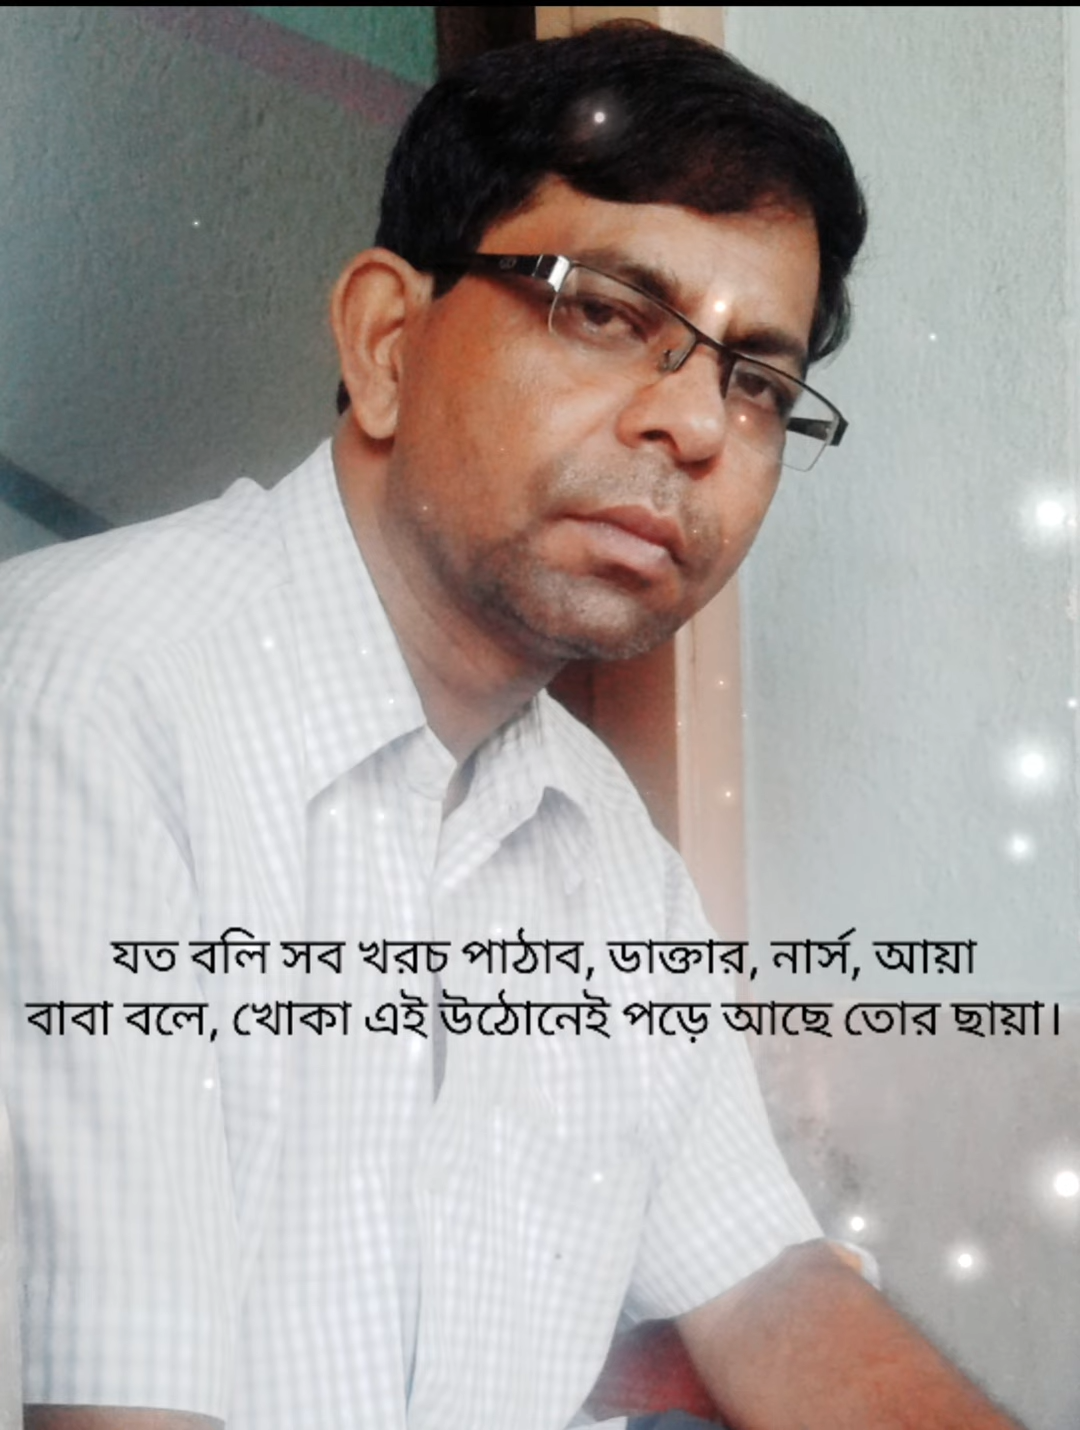 যত বলি সব খরচ পাঠাব, ডাক্তার, নার্স, আয়া
বাবা বলে, খোকা এই উঠোনেই পড়ে আছে তোর ছায়া।